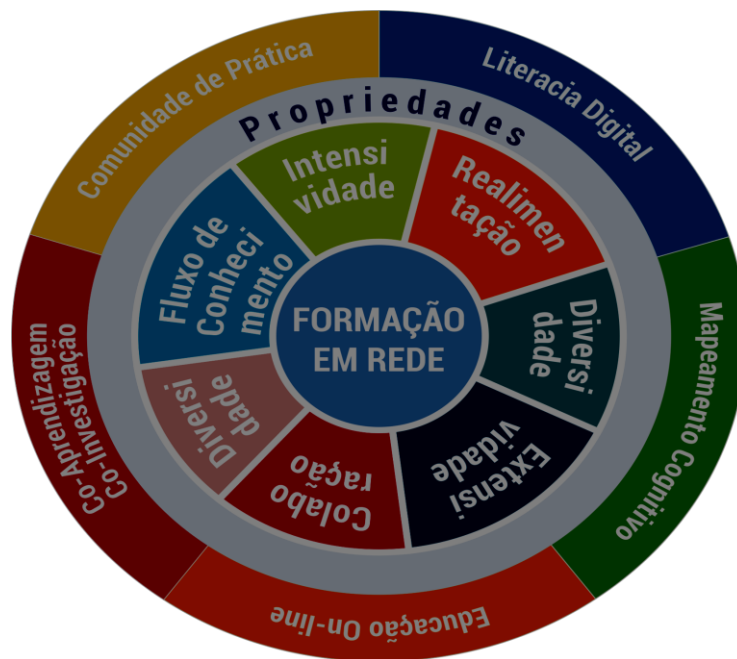 Comunidade de Prática
Literacia Digital
Mapeamento Cognitivo
Educação On-line
Co-Aprendizagem
Co-Investigação
Propriedades
Intensi
vidade
Realimen
tação
Diversi
dade
Extensi
vidade
Colabo
ração
Diversi
dade
Fluxo de
Conheci
mento
FORMAÇÃO
EM REDE